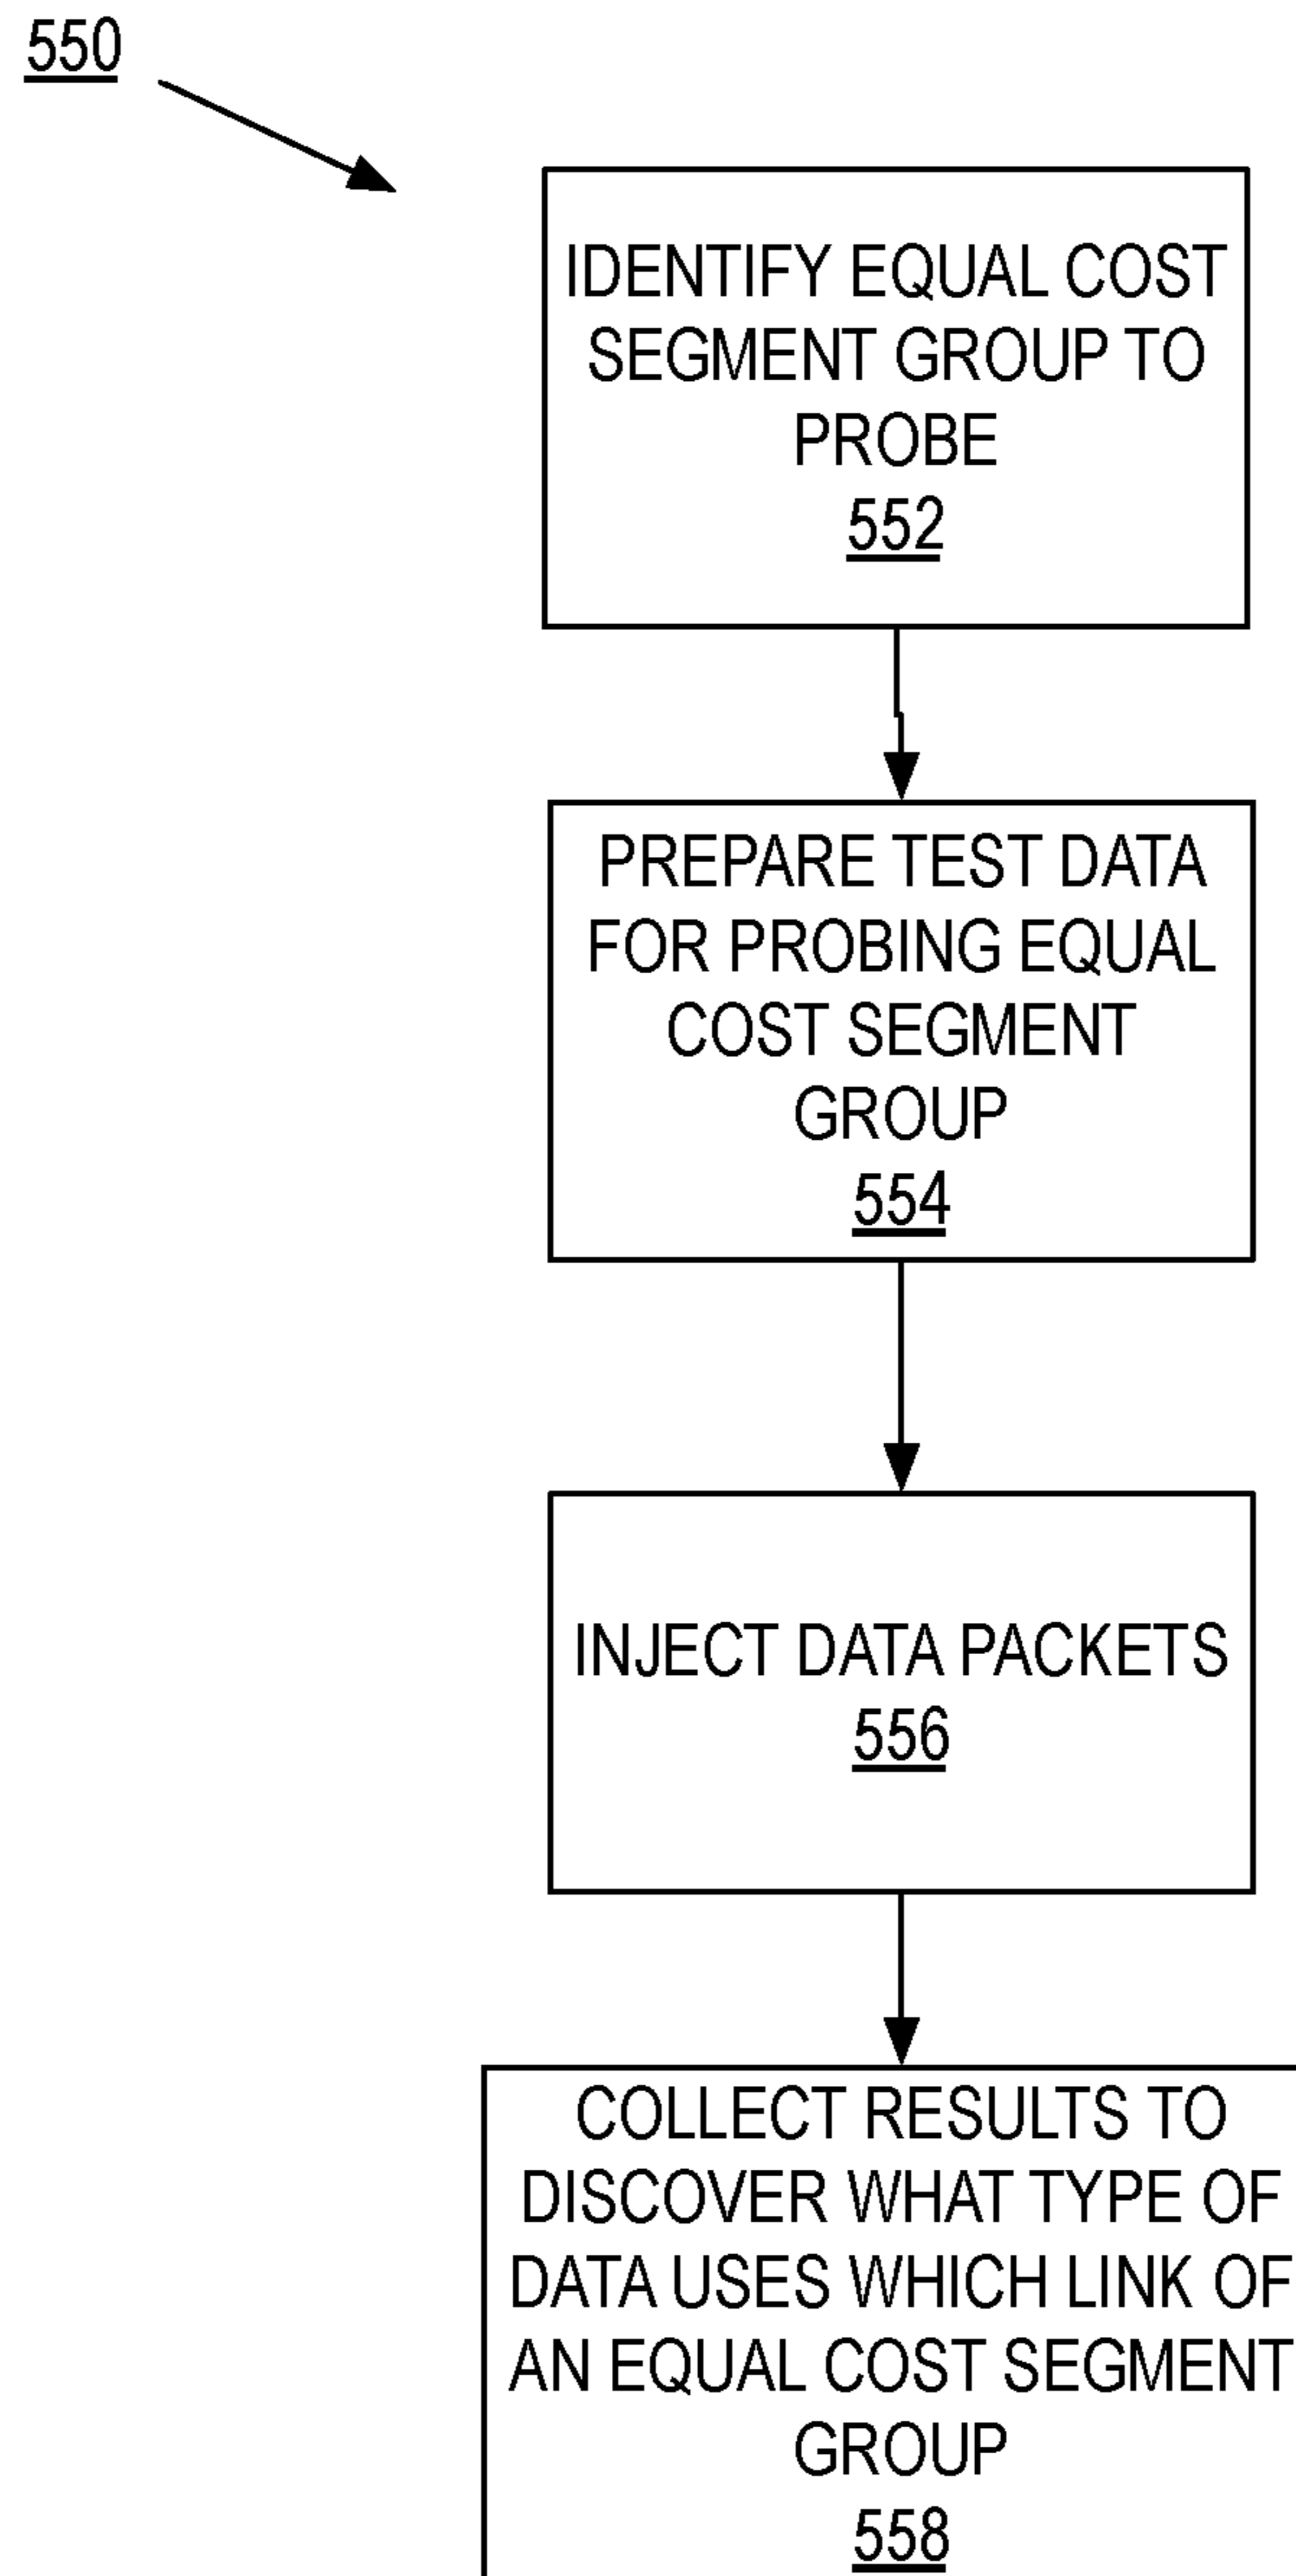 550
IDENTIFY EQUAL COST
SEGMENT GROUP TO
PROBE
552
PREPARE TEST DATA
FOR PROBING EQUAL
COST SEGMENT
GROUP
554
INJECT DATA PACKETS
556
COLLECT RESULTS TO
DISCOVER WHAT TYPE OF
DATA USES WHICH LINK OF
AN EQUAL COST SEGMENT
GROUP
558